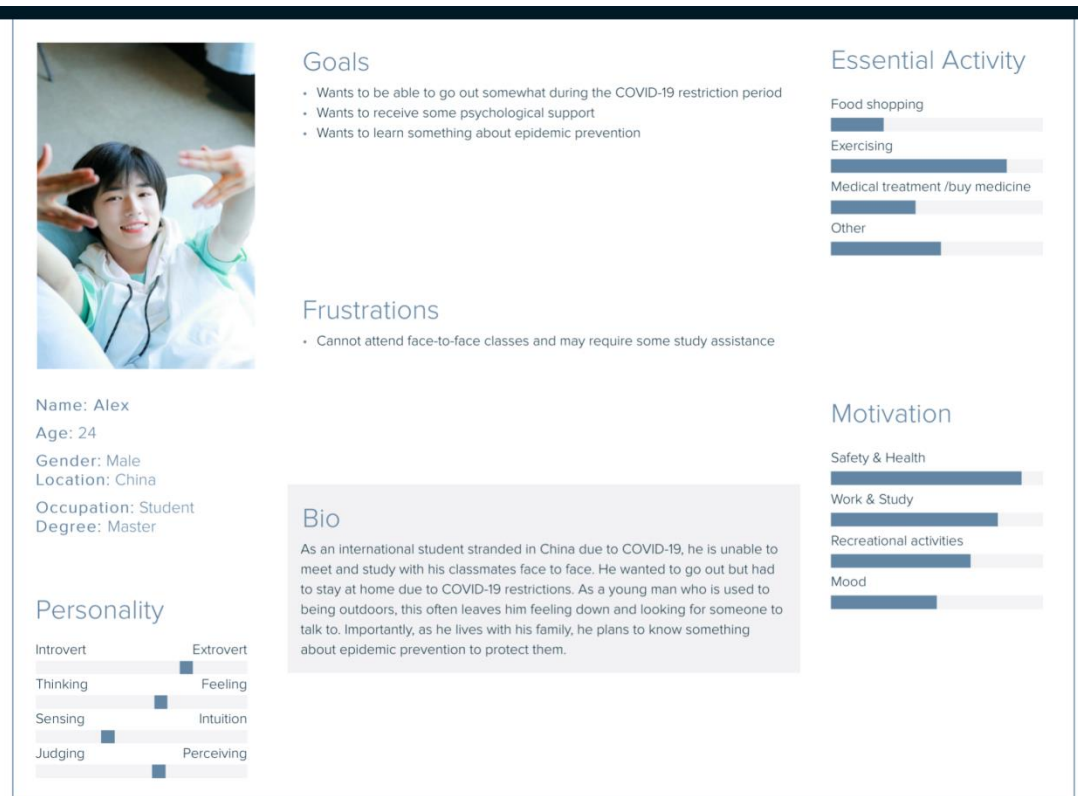 Name: Alex
Age: 24
Gender: Male
Location: China
Occupation: Student
Degree: Master
Personality
Introvert Extrovert
Thinking Feeling
Sensing Intuition
Judging Perceiving
Goals
• Wants to be able to go out somewhat during the COVID-19 restriction period
• Wants to receive some psychological support
• Wants to learn something about epidemic prevention
Frustrations
• Cannot attend face-to-face classes and may require some study assistance
Bio
As an international student stranded in China due to COVID-19, he is unable to
meet and study with his classmates face to face. He wanted to go out but had
to stay at home due to COVID-19 restrictions. As a young man who is used to
being outdoors, this often leaves him feeling down and looking for someone to
talk to. Importantly, as he lives with his family, he plans to know something
about epidemic prevention to protect them.
Essential Activity
Food shopping
Exercising
Medical treatment /buy medicine
Other
Motivation
Safety & Health
Work & Study
Recreational activities
Mood